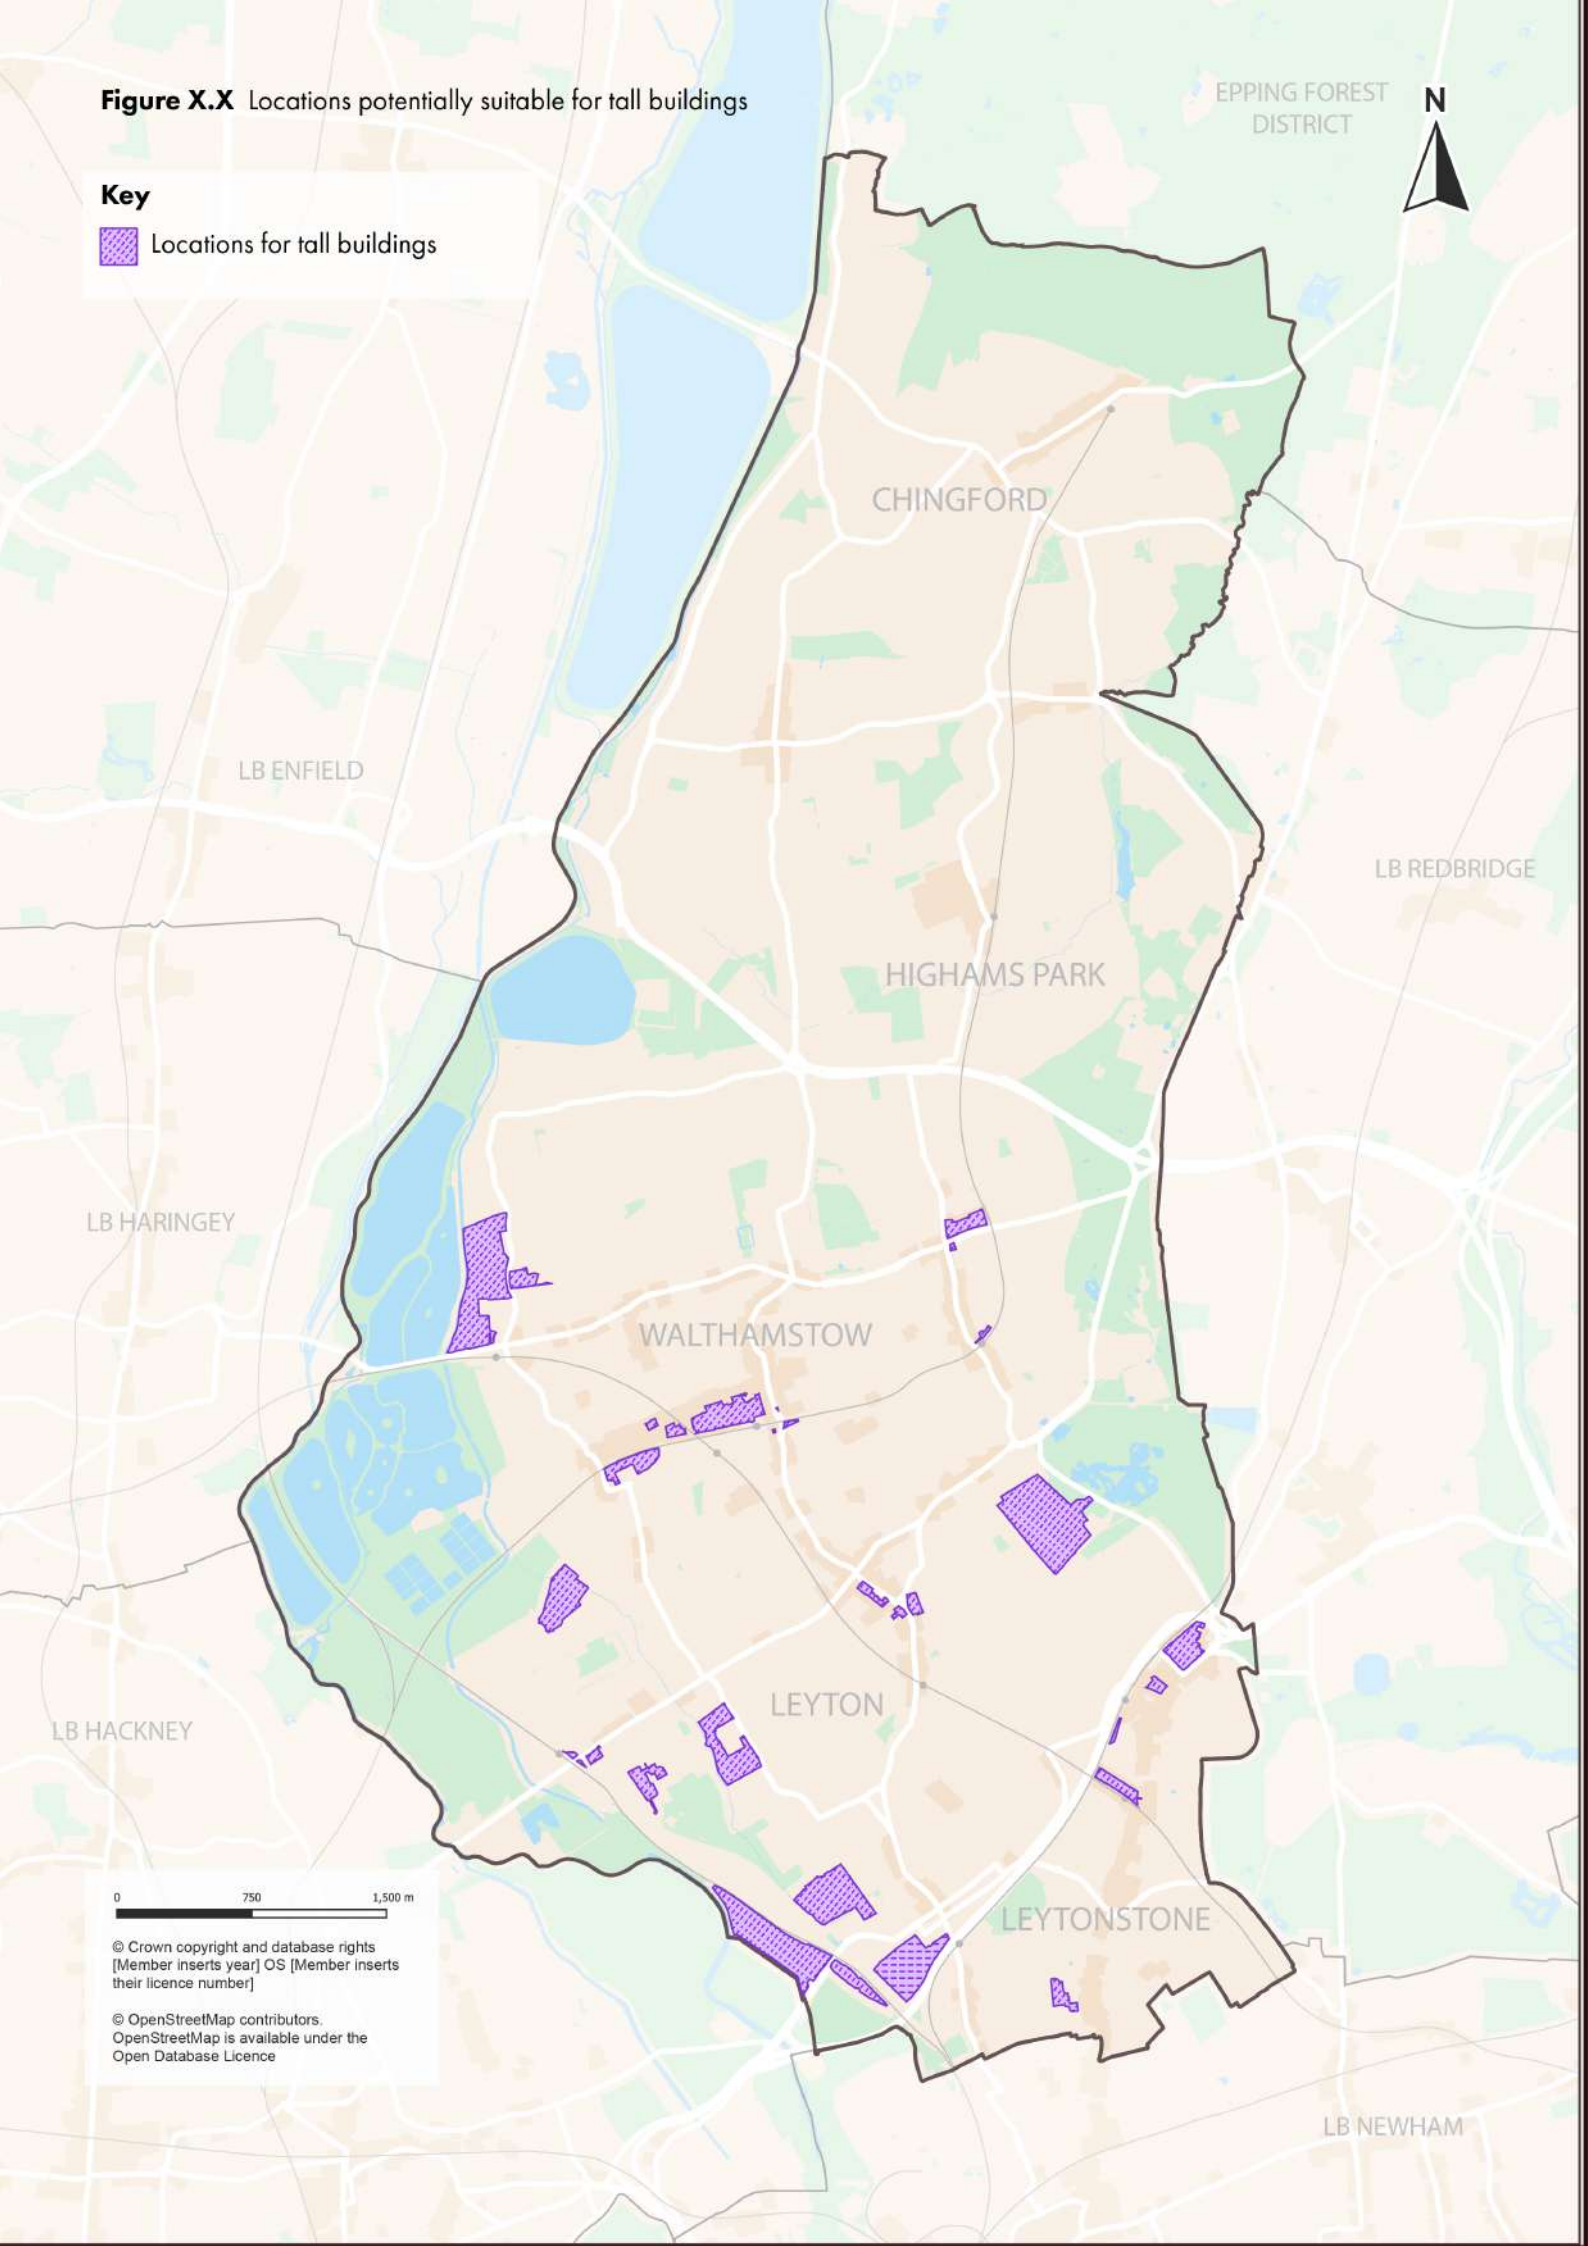 Figure X.X Locations potentially suitable for tall buildings
EPPING FOREST
DISTRICT
N
Key
Locations for tall buildings
CHINGFORD
LB ENFIELD
LB REDBRIDGE
HIGHAMS PARK
LB HARINGEY
WALTHAMSTOW
LEYTON
LB HACKNEY
LEYTONSTONE
0 750 1,500 m
© Crown copyright and database rights
[Member inserts year] OS [Member inserts
their licence number]
© OpenStreetMap contributors.
OpenStreetMap is available under the
Open Database Licence
LB NEWHAM